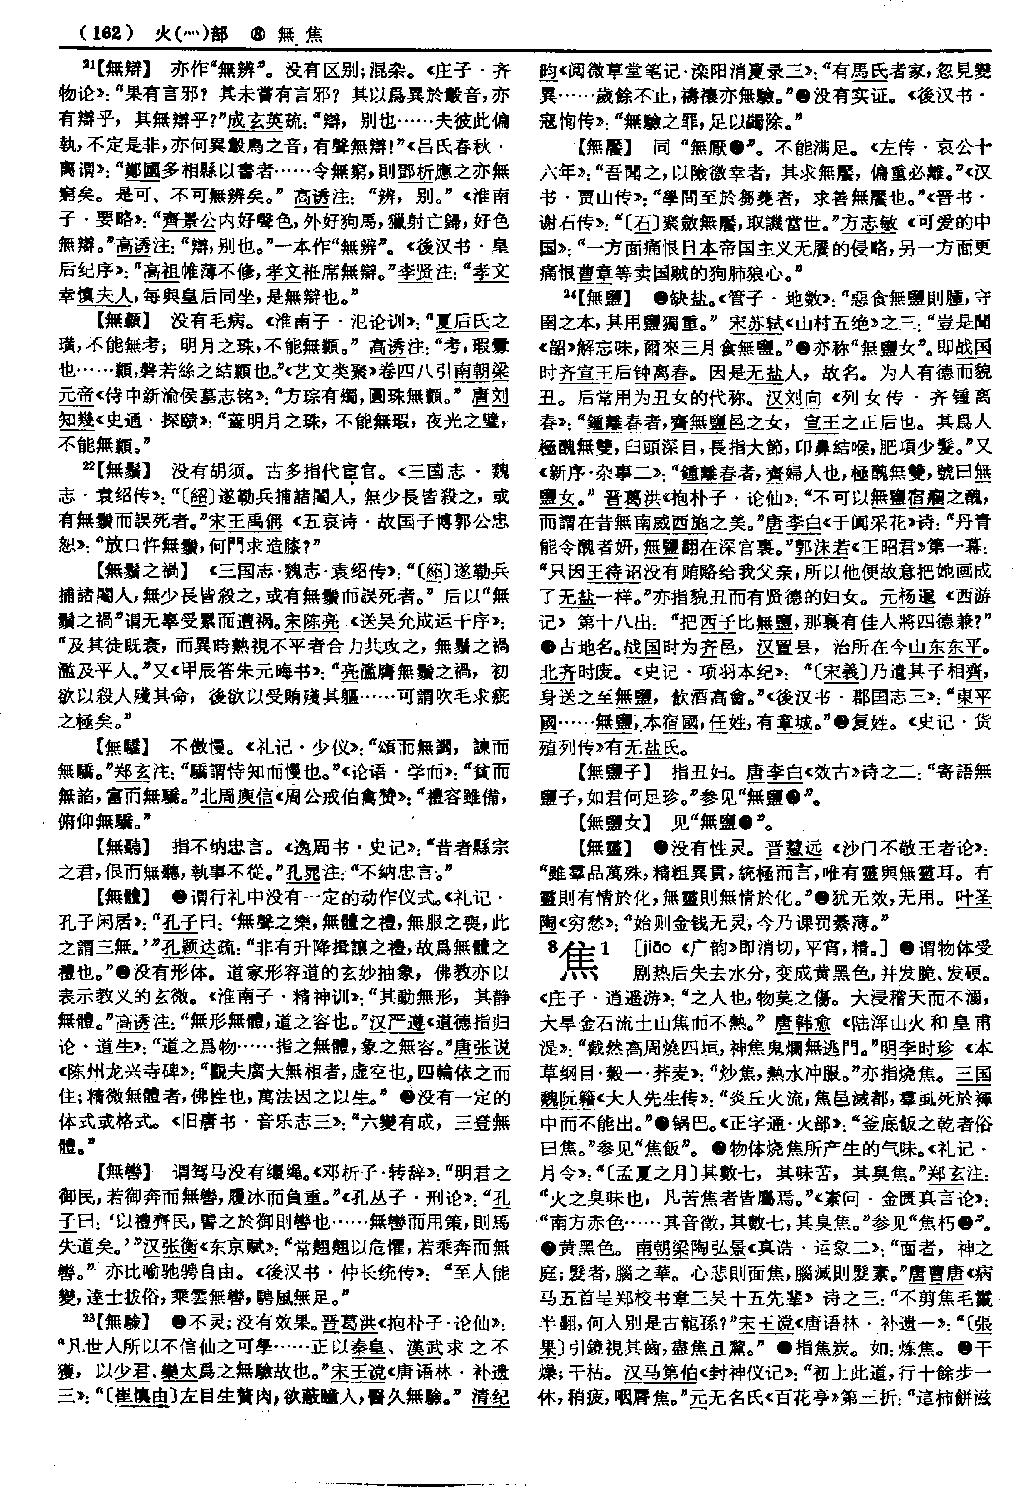 （162） 火(灬)部 ⑧ 無 焦
21【無辯】 亦作“無辨”。没有区别；混杂。《庄子·齐
物论》：“果有言邪？其未嘗有言邪？其以爲異於鷇音，亦
有辯乎，其無辯乎？”成玄英疏：“辯，别也……夫彼此偏
執，不定是非，亦何異鷇鳥之音，有聲無辯！”《吕氏春秋·
离谓》：“鄭國多相縣以書者……令無窮，則鄧析應之亦無
窮矣。是可、不可無辨矣。”高诱注：“辨，别。”《淮南
子·要略》：“齊景公内好聲色，外好狗馬，獵射亡歸，好色
無辯。”高诱注：“辯，别也。”一本作“無辨”。《後汉书·皇
后纪序》：“高祖帷薄不修，孝文衽席無辯。”李贤注：“孝文
幸慎夫人，每與皇后同坐，是無辯也。”
【無纇】 没有毛病。《淮南子·氾论训》：“夏后氏之
璜，不能無考；明月之珠，不能無纇。”高诱注：“考，瑕釁
也……纇，磐若絲之結纇也。”《艺文类聚》卷四八引南朝梁
元帝《侍中新渝侯墓志铭》：“方琮有燭，圓珠無纇。”唐刘
知幾《史通·探赜》：“蓋明月之珠，不能無瑕，夜光之璧，
不能無纇。”
22【無鬚】 没有胡须。古多指代宦官。《三国志·魏
志·袁绍传》：“〔紹〕遂勒兵捕諸閹人，無少長皆殺之，或
有無鬚而誤死者。”宋王禹偁《五哀诗·故国子博郭公忠
恕》：“放口忤無鬚，何門求造膝？”
【無鬚之禍】 《三国志·魏志·袁绍传》：“〔紹〕遂勒兵
捕諸閹人，無少長皆殺之，或有無鬚而誤死者。”后以“無
鬚之禍”谓无辜受累而遭祸。宋陈亮《送吴允成运干序》：
“及其徒既衰，而異時熟視不平者合力共攻之，無鬚之禍
濫及平人。”又《甲辰答朱元晦书》：“亮濫膺無鬚之禍，初
欲以殺人殘其命，後欲以受賂殘其軀……可謂吹毛求疵
之極矣。”
【無驕】 不傲慢。《礼记·少仪》：“頌而無讇，諫而
無驕。”郑玄注：“驕謂恃知而慢也。”《论语·学而》：“貧而
無諂，富而無驕。”北周庾信《周公戒伯禽赞》：“禮容雖備，
俯仰無驕。”
【無聽】 指不纳忠言。《逸周书·史记》：“昔者縣宗
之君，佷而無聽，執事不從。”孔晁注：“不納忠言。”
【無體】 ❶谓行礼中没有一定的动作仪式。《礼记·
孔子闲居》：“孔子曰：‘無聲之樂，無體之禮，無服之喪，此
之謂三無。’”孔颖达疏：“非有升降揖讓之禮，故爲無體之
禮也。”❷没有形体。道家形容道的玄妙抽象，佛教亦以
表示教义的玄微。《淮南子·精神训》：“其動無形，其静
無體。”高诱注：“無形無體，道之容也。”汉严遵《道德指归
论·道生》：“道之爲物……指之無體，象之無容。”唐张说
《陈州龙兴寺碑》：“觀夫廣大無相者，虚空也，四輪依之而
住；精微無體者，佛性也，萬法因之以生。”❸没有一定的
体式或格式。《旧唐书·音乐志三》：“六變有成，三登無
體。”
【無轡】 谓驾马没有缰绳。《邓析子·转辞》：“明君之
御民，若御奔而無轡，履冰而負重。”《孔丛子·刑论》：“孔
子曰：‘以禮齊民，譬之於御則轡也……無轡而用策，則馬
失道矣。’”汉张衡《东京赋》：“常翹翹以危懼，若乘奔而無
轡。”亦比喻驰骋自由。《後汉书·仲长统传》：“至人能
變，達士拔俗，乘雲無轡，騁風無足。”
23【無驗】 ❶不灵；没有效果。晋葛洪《抱朴子·论仙》：
“凡世人所以不信仙之可學……正以秦皇、漢武求之不
獲，以少君、欒太爲之無驗故也。”宋王谠《唐语林·补遗
三》：“〔崔慎由〕左目生贅肉，欲蔽瞳人，醫久無驗。”清纪
昀《阅微草堂笔记·滦阳消夏录三》：“有馬氏者家，忽見變
異……歲餘不止，禱禳亦無驗。”❷没有实证。《後汉书·
寇恂传》：“無驗之罪，足以蠲除。”
【無饜】 同“無厭❶”。不能满足。《左传·哀公十
六年》：“吾聞之，以險徼幸者，其求無饜，偏重必離。”《汉
书·贾山传》：“學問至於芻蕘者，求善無饜也。”《晋书·
谢石传》：“〔石〕聚斂無饜，取譏當世。”方志敏《可爱的中
国》：“一方面痛恨日本帝国主义无餍的侵略，另一方面更
痛恨曹章等卖国贼的狗肺狼心。”
24【無鹽】 ❶缺盐。《管子·地数》：“惡食無鹽則腫，守
圉之本，其用鹽獨重。”宋苏轼《山村五绝》之三：“豈是聞
《韶》解忘味，爾來三月食無鹽。”❷亦称“無鹽女”。即战国
时齐宣王后钟离春。因是无盐人，故名。为人有德而貌
丑。后常用为丑女的代称。汉刘向《列女传·齐锺离
春》：“鍾離春者，齊無鹽邑之女，宣王之正后也。其爲人
極醜無雙，臼頭深目，長指大節，卬鼻結喉，肥項少髮。”又
《新序·杂事二》：“鍾離春者，齊婦人也，極醜無雙，號曰無
鹽女。”晋葛洪《抱朴子·论仙》：“不可以無鹽宿瘤之醜，
而謂在昔無南威西施之美。”唐李白《于阗采花》诗：“丹青
能令醜者妍，無鹽翻在深宫裏。”郭沫若《王昭君》第一幕：
“只因王待诏没有贿赂给我父亲，所以他便故意把她画成
了无盐一样。”亦指貌丑而有贤德的妇女。元杨暹《西游
记》第十八出：“把西子比無鹽，那裏有佳人將四德兼？”
❸占地名。战国时为齐邑，汉置县，治所在今山东东平。
北齐时废。《史记·项羽本纪》：“〔宋義〕乃遣其子相齊，
身送之至無鹽，飲酒高會。”《後汉书·郡国志三》：“東平
國……無鹽，本宿國，任姓，有章城。”❹复姓。《史记·货
殖列传》有无盐氏。
【無鹽子】 指丑妇。唐李白《效古》诗之二：“寄語無
鹽子，如君何足珍。”参见“無鹽❷”。
【無鹽女】 见“無鹽❷”。
【無靈】 ❶没有性灵。晋慧远《沙门不敬王者论》：
“雖羣品萬殊，精粗異貫，統極而言，唯有靈與無靈耳。有
靈則有情於化，無靈則無情於化。”❷犹无效，无用。叶圣
陶《穷愁》：“始则金钱无灵，今乃课罚綦薄。”
8焦1 ［jiāo《广韵》即消切，平宵，精。］❶谓物体受
剧热后失去水分，变成黄黑色，并发脆、发硬。
《庄子·逍遥游》：“之人也，物莫之傷。大浸稽天而不溺，
大旱金石流土山焦而不熱。”唐韩愈《陆浑山火和皇甫
湜》：“截然高周燒四垣，神焦鬼爛無逃門。”明李时珍《本
草纲目·穀一·荞麦》：“炒焦，熱水冲服。”亦指烧焦。三国
魏阮籍《大人先生传》：“炎丘火流，焦邑滅都，羣虱死於褌
中而不能出。”❷锅巴。《正字通·火部》：“釜底飯之乾者俗
曰焦。”参见“焦飯”。❸物体烧焦所产生的气味。《礼记·
月令》：“〔孟夏之月〕其數七，其味苦，其臭焦。”郑玄注：
“火之臭味也，凡苦焦者皆屬焉。”《素问·金匮真言论》：
“南方赤色……其音徵，其數七，其臭焦。”参见“焦朽❷”。
❹黄黑色。南朝梁陶弘景《真诰·运象二》：“面者，神之
庭；髮者，腦之華。心悲則面焦，腦減則髮素。”唐曹唐《病
马五首呈郑校书章三吴十五先辈》诗之三：“不剪焦毛鬣
半翻，何人别是古龍孫？”宋王谠《唐语林·补遗一》：“〔張
果〕引鏡視其齒，盡焦且黧。”❺指焦炭。如：炼焦。❻干
燥；干枯。汉马第伯《封禅仪记》：“初上此道，行十餘步一
休，稍疲，咽脣焦。”元无名氏《百花亭》第三折：“這柿餅滋